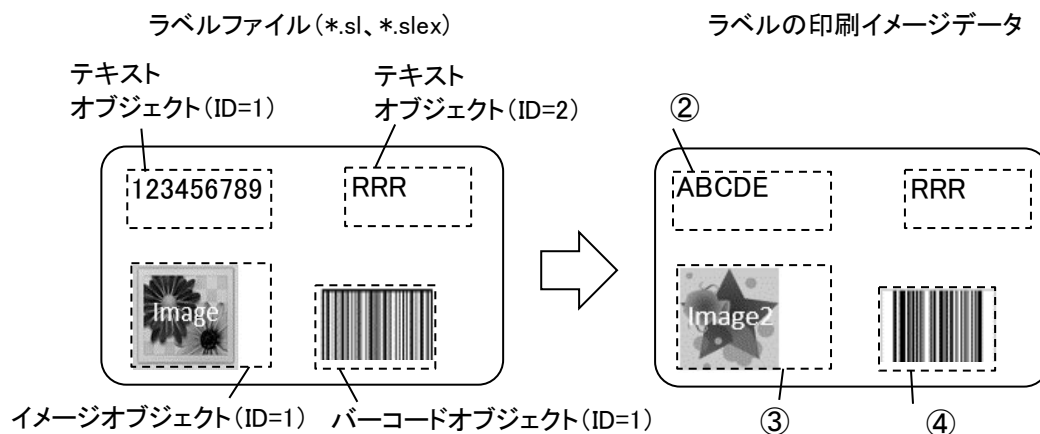 ラベルファイル(*.sl、*.slex)
ラベルの印刷イメージデータ
テキスト
オブジェクト(ID=1)
テキスト
オブジェクト(ID=2)
②
123456789
RRR
ABCDE
RRR
Image
Image2
イメージオブジェクト(ID=1)
バーコードオブジェクト(ID=1)
③
④